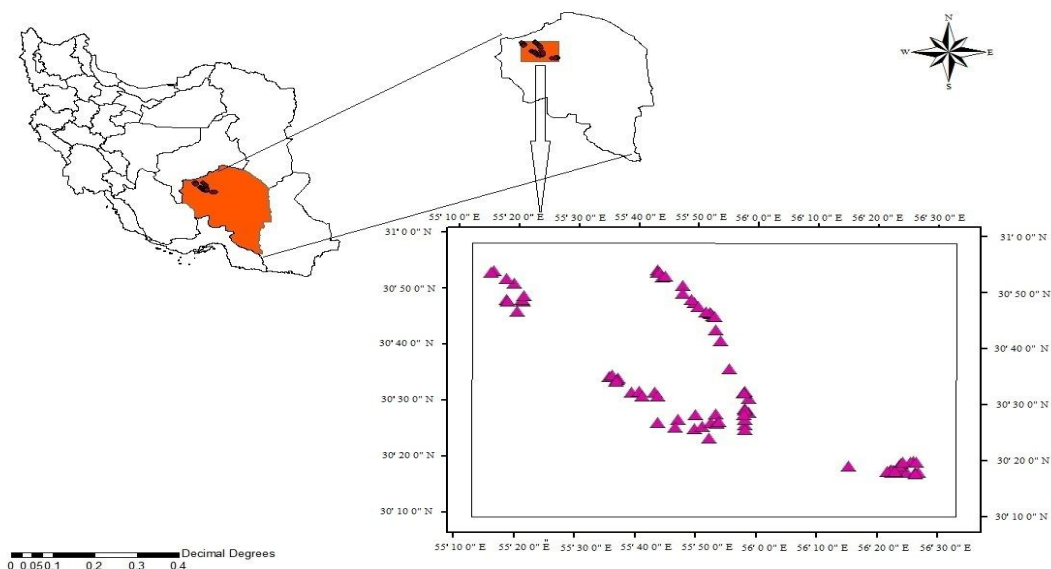 N
W E
S
55' 10 0" E 55' 20 0" E 55' 30 0" E 55' 40 0" E 55' 50 0" E 56' 0 0" E 56' 10 0" E 56' 20 0" E 56' 30 0" E
31' 0 0" N 31' 0 0" N
30' 50 0" N 30' 50 0" N
30' 40 0" N 30' 40 0" N
30' 30 0" N 30' 30 0" N
30' 20 0" N 30' 20 0" N
30' 10 0" N 30' 10 0" N
55' 10 0" E 55' 20 0" E 55' 30 0" E 55' 40 0" E 55' 50 0" E 56' 0 0" E 56' 10 0" E 56' 20 0" E 56' 30 0" E
Decimal Degrees
0 0.05 0.1 0.2 0.3 0.4